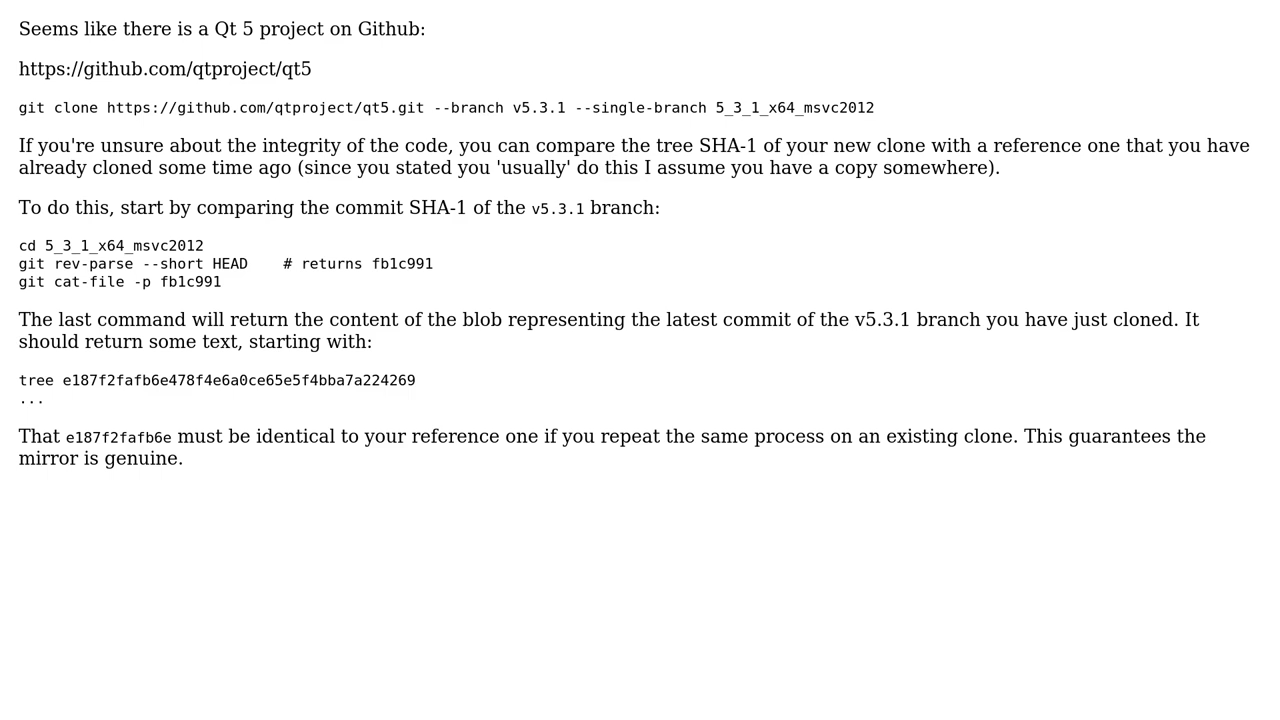 Seems like there is a Qt 5 project on Github:
https://github.com/qtproject/qt5
git clone https://github.com/qtproject/qt5.git --branch v5.3.1 --single-branch 5_3_1_x64_msvc2012
If you're unsure about the integrity of the code, you can compare the tree SHA-1 of your new clone with a reference one that you have
already cloned some time ago (since you stated you 'usually' do this I assume you have a copy somewhere).
To do this, start by comparing the commit SHA-1 of the v5.3.1 branch:
cd 5_3_1_x64_msvc2012
git rev-parse --short HEAD    # returns fb1c991
git cat-file -p fb1c991
The last command will return the content of the blob representing the latest commit of the v5.3.1 branch you have just cloned. It
should return some text, starting with:
tree e187f2fafb6e478f4e6a0ce65e5f4bba7a224269
...
That e187f2fafb6e must be identical to your reference one if you repeat the same process on an existing clone. This guarantees the
mirror is genuine.